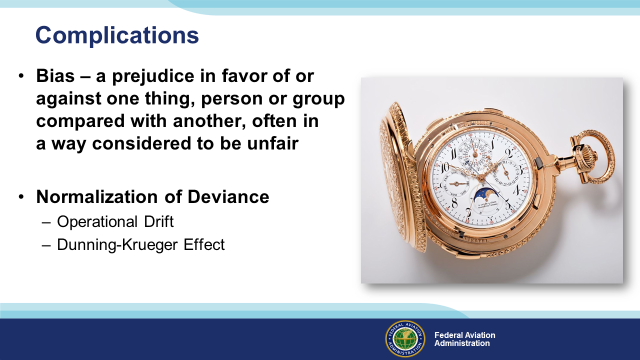 Complications
• Bias – a prejudice in favor of or
against one thing, person or group
compared with another, often in
a way considered to be unfair
• Normalization of Deviance
– Operational Drift
– Dunning-Krueger Effect
Federal Aviation
Administration